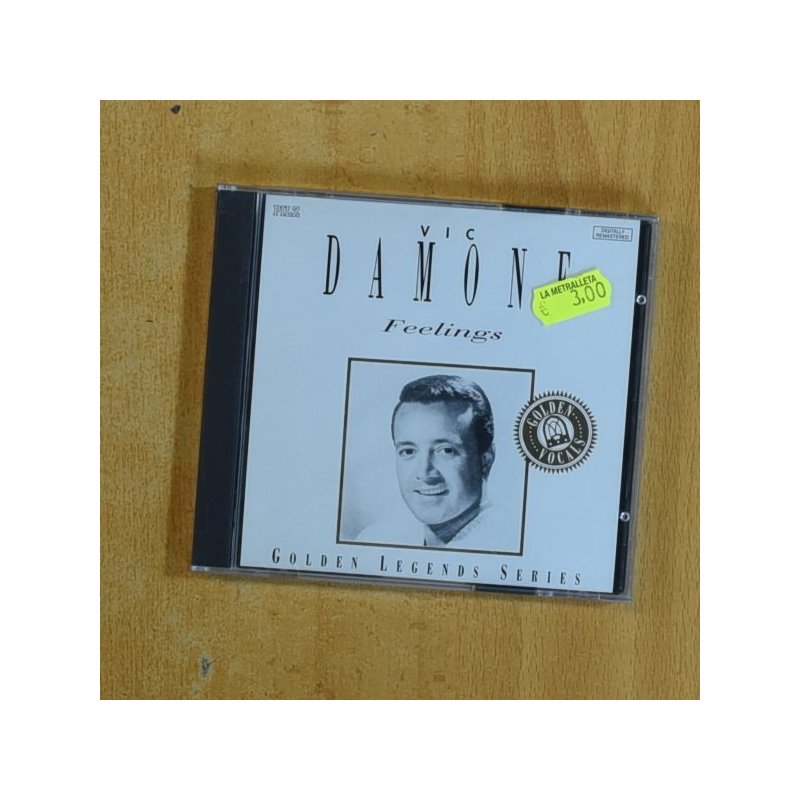 PILZ
DIGITALLY
REMASTERED
VIC
DAMONE
LA METRALLETA
€ 3,00
Feelings
GOLDEN
VOCALS
GOLDEN LEGENDS SERIES